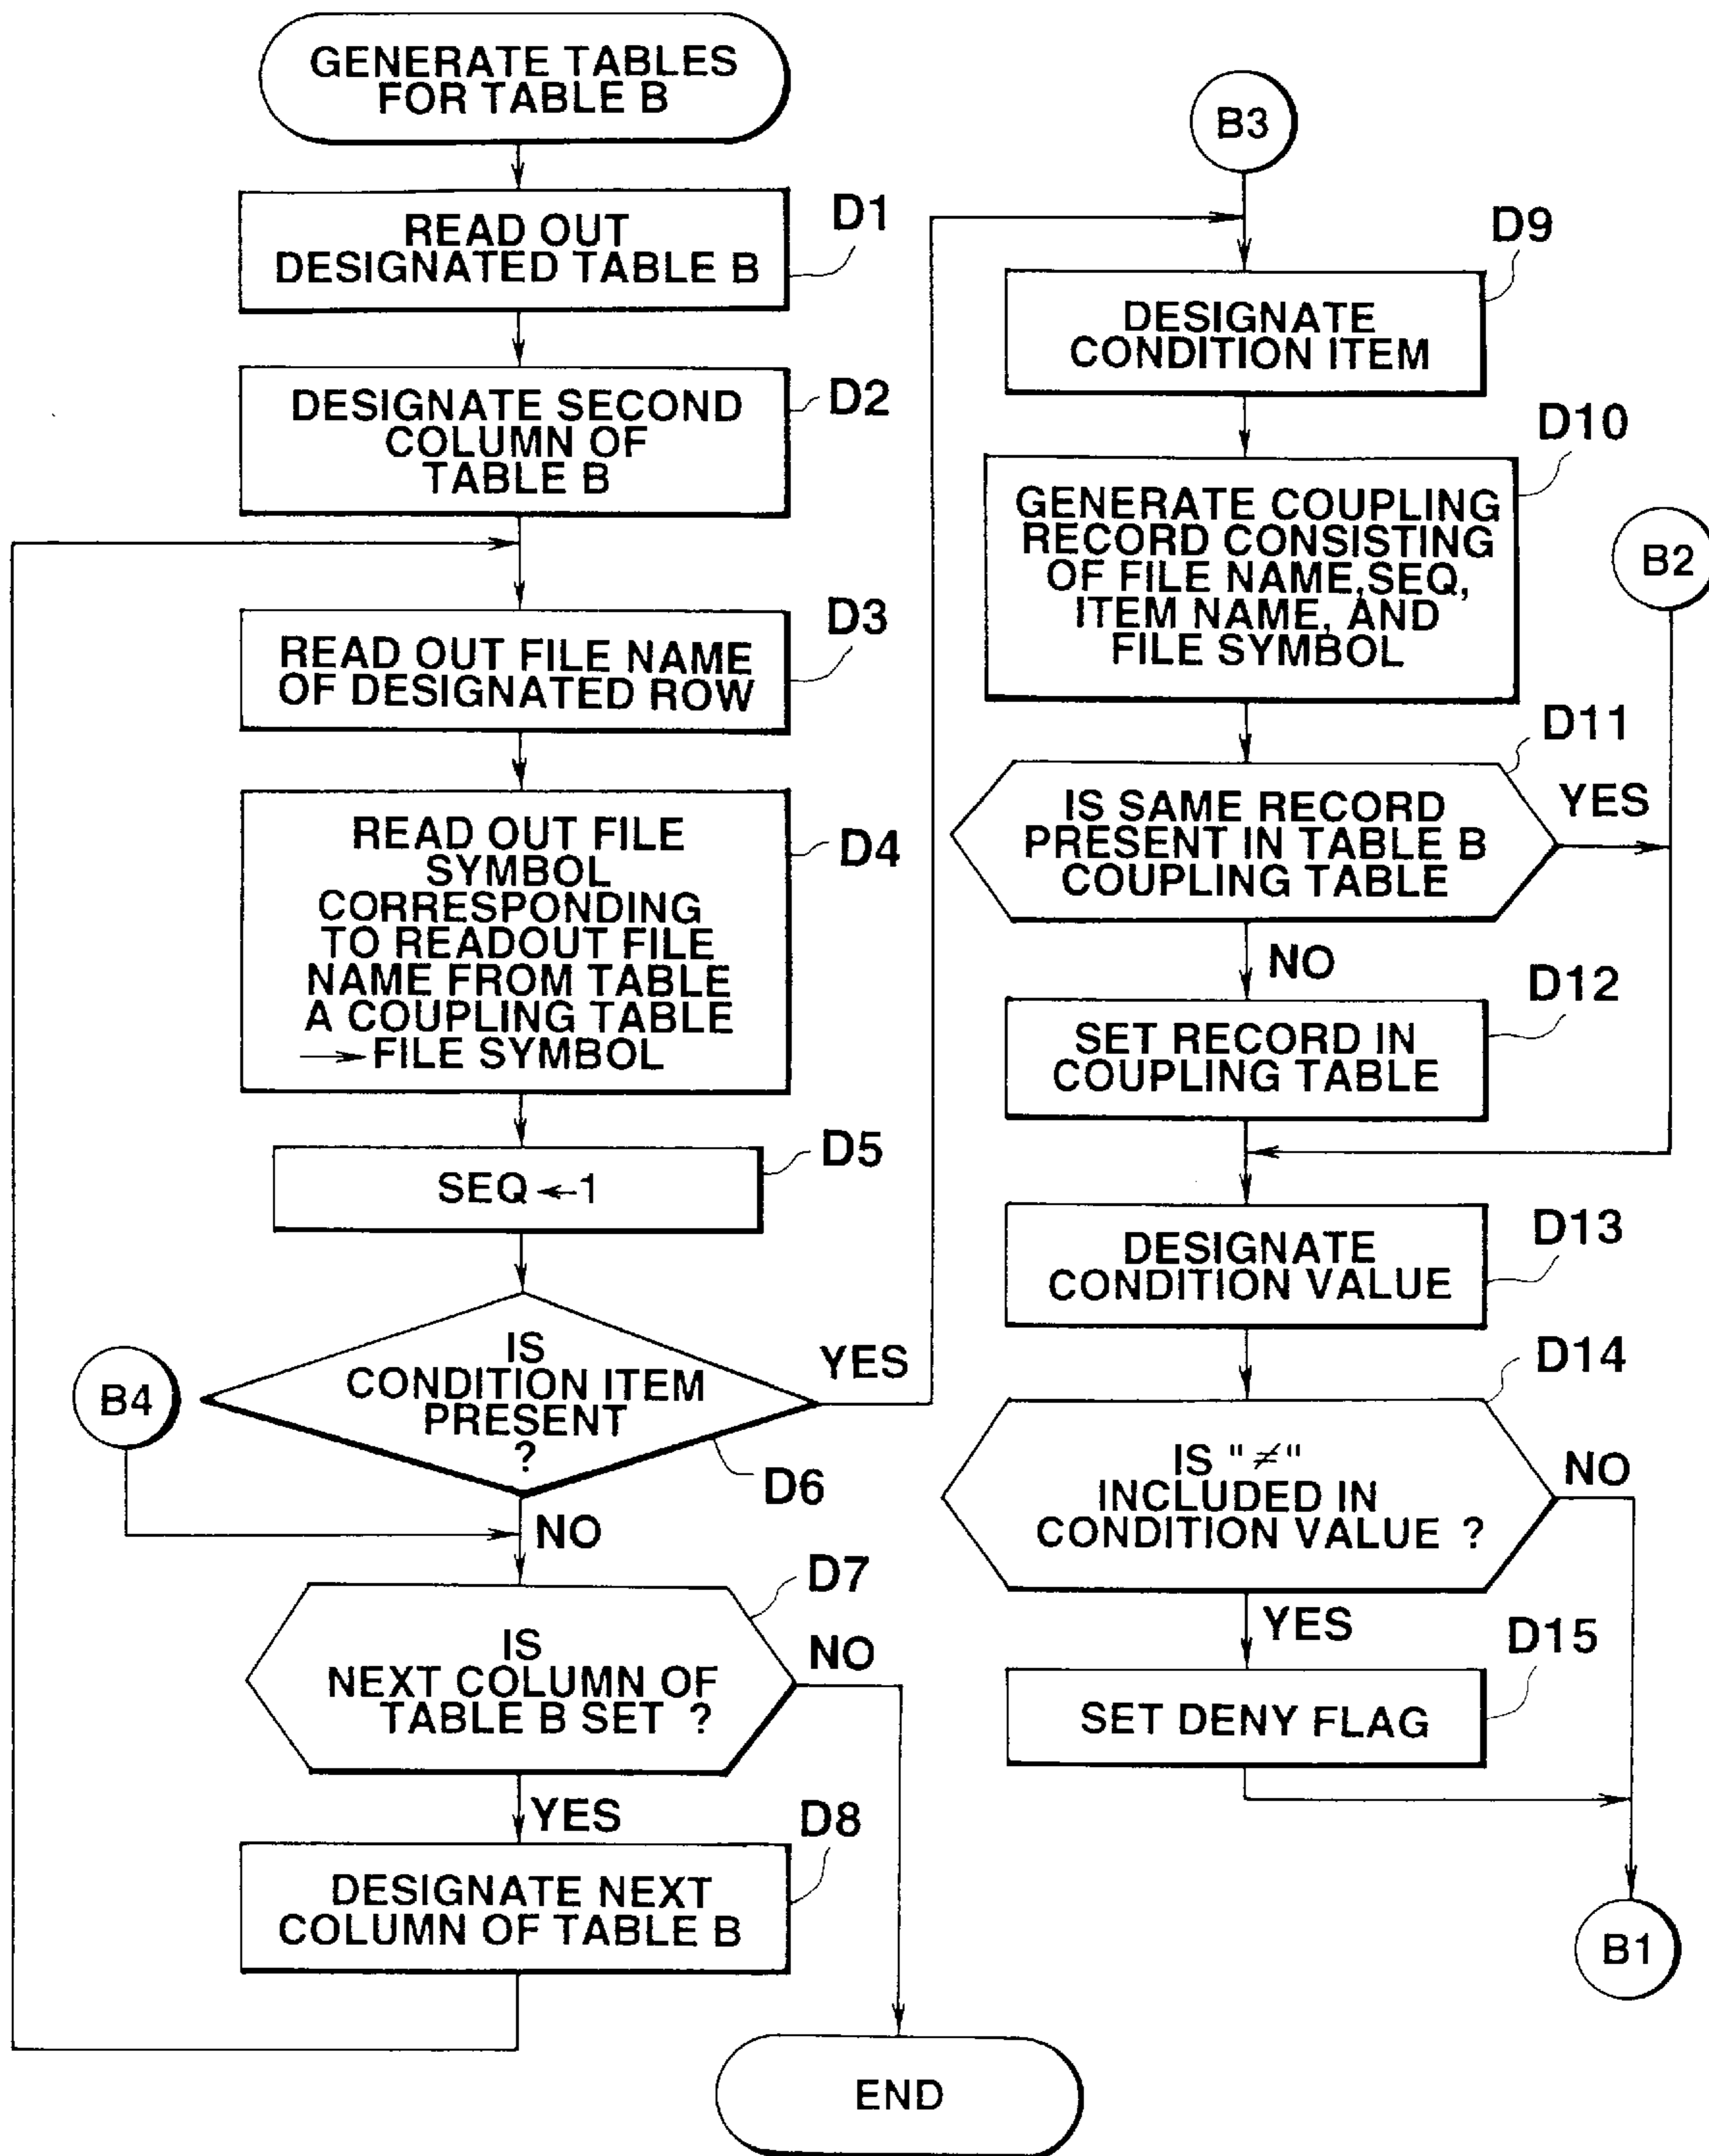 GENERATE TABLES
FOR TABLE B
READ OUT
DESIGNATED TABLE B
D1
DESIGNATE SECOND
COLUMN OF
TABLE B
D2
READ OUT FILE NAME
OF DESIGNATED ROW
D3
READ OUT FILE
SYMBOL
CORRESPONDING
TO READOUT FILE
NAME FROM TABLE
A COUPLING TABLE
→ FILE SYMBOL
D4
SEQ ← 1
D5
IS
CONDITION ITEM
PRESENT
?
YES
D6
B4
NO
IS
NEXT COLUMN OF
TABLE B SET ?
D7
NO
YES
DESIGNATE NEXT
COLUMN OF TABLE B
D8
END
B3
DESIGNATE
CONDITION ITEM
D9
GENERATE COUPLING
RECORD CONSISTING
OF FILE NAME,SEQ,
ITEM NAME, AND
FILE SYMBOL
D10
B2
IS SAME RECORD
PRESENT IN TABLE B
COUPLING TABLE
D11
YES
NO
SET RECORD IN
COUPLING TABLE
D12
DESIGNATE
CONDITION VALUE
D13
IS "≠"
INCLUDED IN
CONDITION VALUE ?
D14
NO
YES
SET DENY FLAG
D15
B1